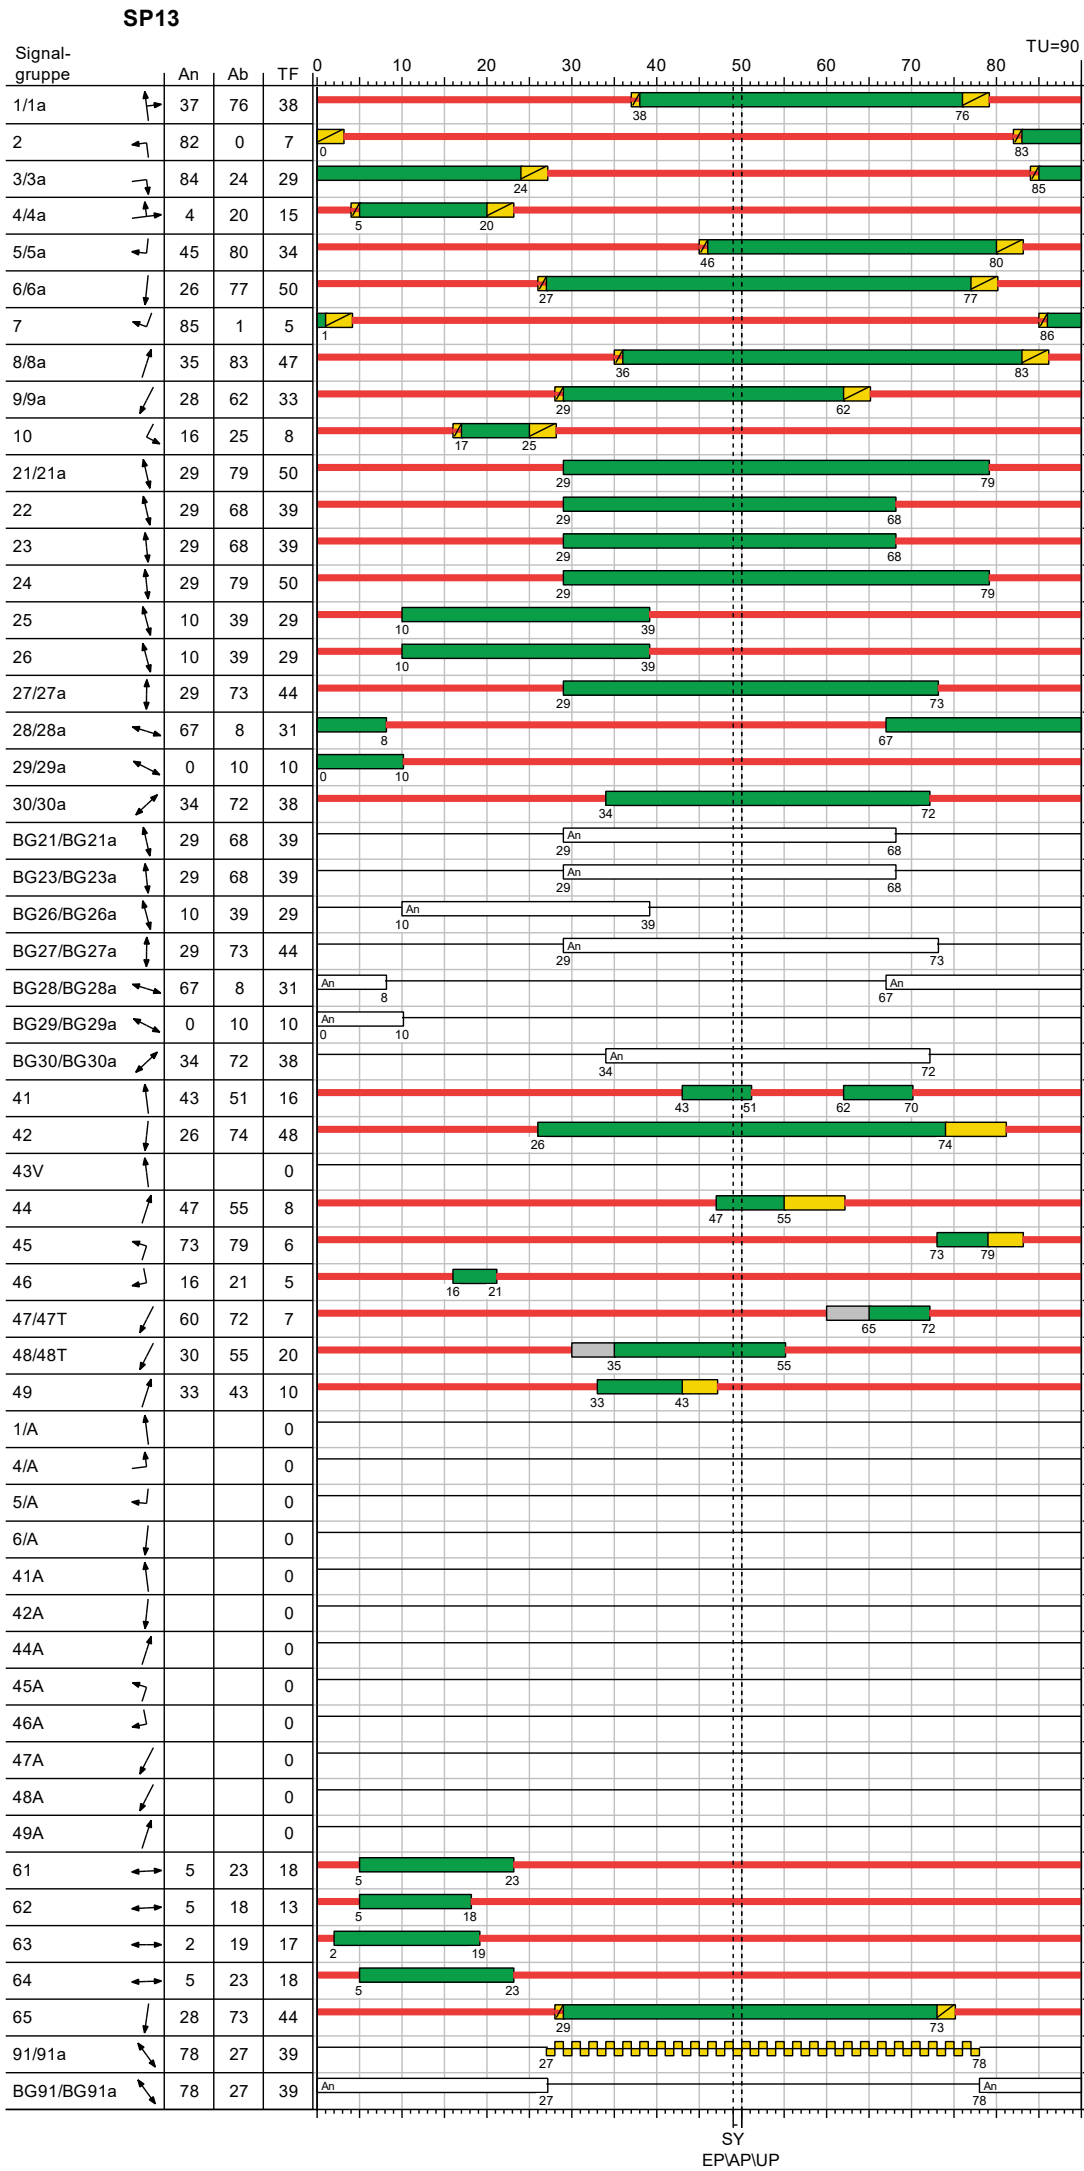 SP13
TU=90
Signal-
gruppe An Ab TF 0 10 20 30 40 50 60 70 80
1/1a 37 76 38
38 76
2 82 0 7
0 83
3/3a 84 24 29
24 85
4/4a 4 20 15
5 20
5/5a 45 80 34
46 80
6/6a 26 77 50
27 77
7 85 1 5
1 86
8/8a 35 83 47
36 83
9/9a 28 62 33
29 62
10 16 25 8
17 25
21/21a 29 79 50
29 79
22 29 68 39
29 68
23 29 68 39
29 68
24 29 79 50
29 79
25 10 39 29
10 39
26 10 39 29
10 39
27/27a 29 73 44
29 73
28/28a 67 8 31
8 67
29/29a 0 10 10
0 10
30/30a 34 72 38
34 72
BG21/BG21a 29 68 39 An
29 68
BG23/BG23a 29 68 39 An
29 68
BG26/BG26a 10 39 29 An
10 39
BG27/BG27a 29 73 44 An
29 73
BG28/BG28a 67 8 31 An An
8 67
BG29/BG29a 0 10 10 An
0 10
BG30/BG30a 34 72 38 An
34 72
41 43 51 16
43 51 62 70
42 26 74 48
26 74
43V 0
44 47 55 8
47 55
45 73 79 6
73 79
46 16 21 5
16 21
47/47T 60 72 7
65 72
48/48T 30 55 20
35 55
49 33 43 10
33 43
1/A 0
4/A 0
5/A 0
6/A 0
41A 0
42A 0
44A 0
45A 0
46A 0
47A 0
48A 0
49A 0
61 5 23 18
5 23
62 5 18 13
5 18
63 2 19 17
2 19
64 5 23 18
5 23
65 28 73 44
29 73
91/91a 78 27 39
27 78
BG91/BG91a 78 27 39 An An
27 78
SY
EP\AP\UP